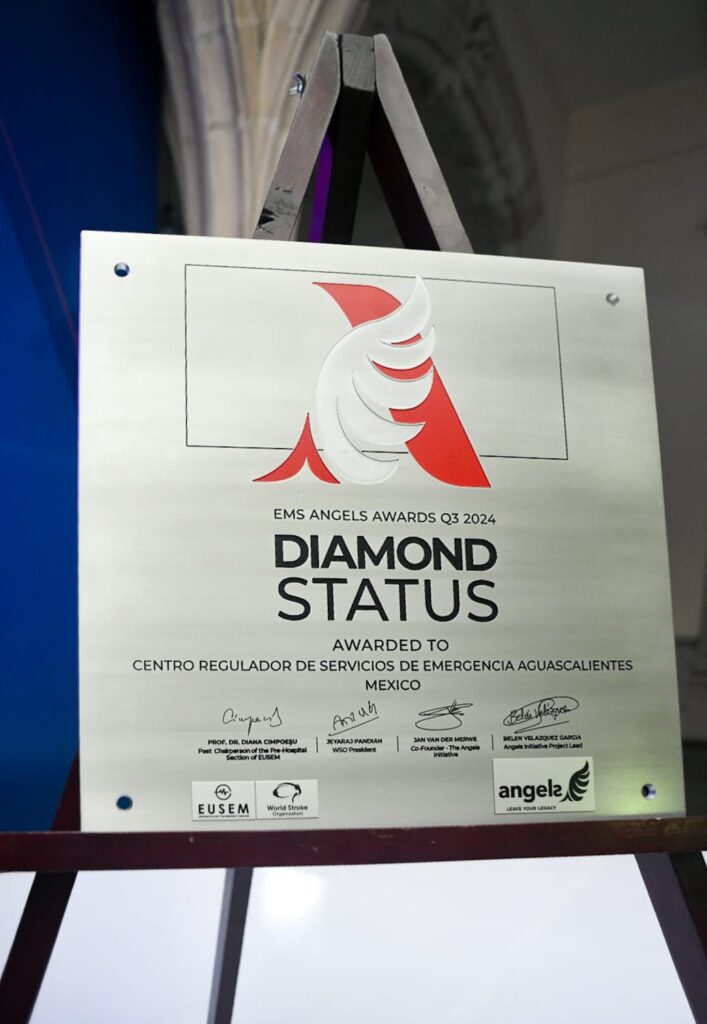 EMS ANGELS AWARDS Q3 2024
DIAMOND
STATUS
AWARDED TO
CENTRO REGULADOR DE SERVICIOS DE EMERGENCIA AGUASCALIENTES
MEXICO
PROF. DR. DIANA CIMPOEŞU
Past Chairperson of the Pre-Hospital
Section of EUSEM
JEYARAJ PANDIAN
WSO President
JAN VAN DER MERWE
Co-Founder - The Angels
Initiative
Belén Velázquez
BELEN VELAZQUEZ GARCIA
Angels Initiative Project Lead
EUSEM
World Stroke
Organization
angels
LEAVE YOUR LEGACY